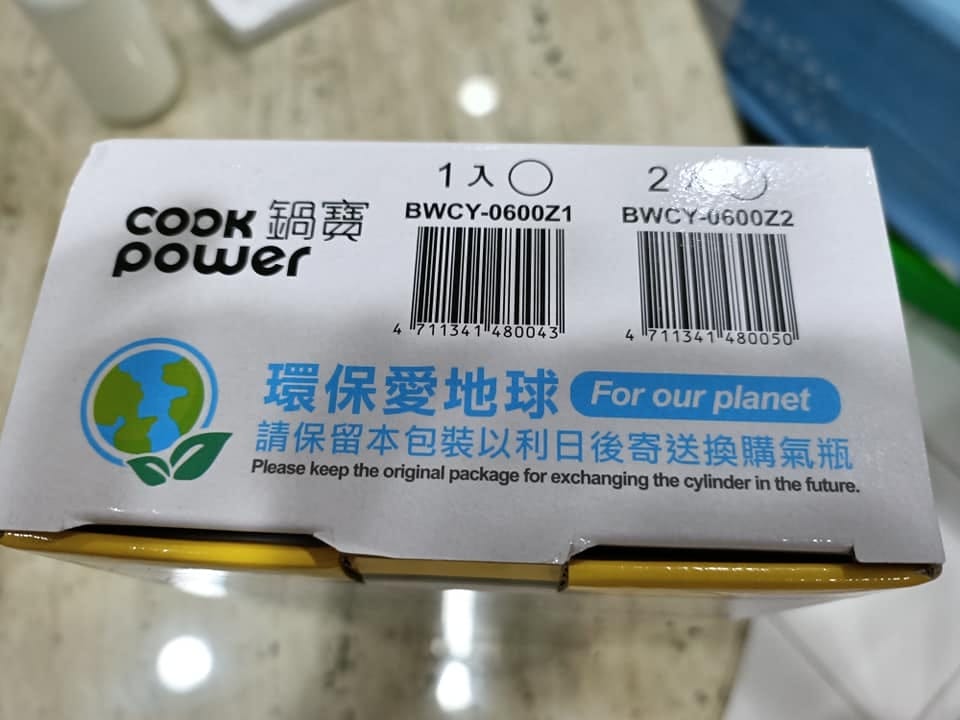 COOK 鍋寶
power
1入
BWCY-0600Z1
4 711341 480043
2
BWCY-0600Z2
4 711341 480050
環保愛地球 For our planet
請保留本包裝以利日後寄送換購氣瓶
Please keep the original package for exchanging the cylinder in the future.